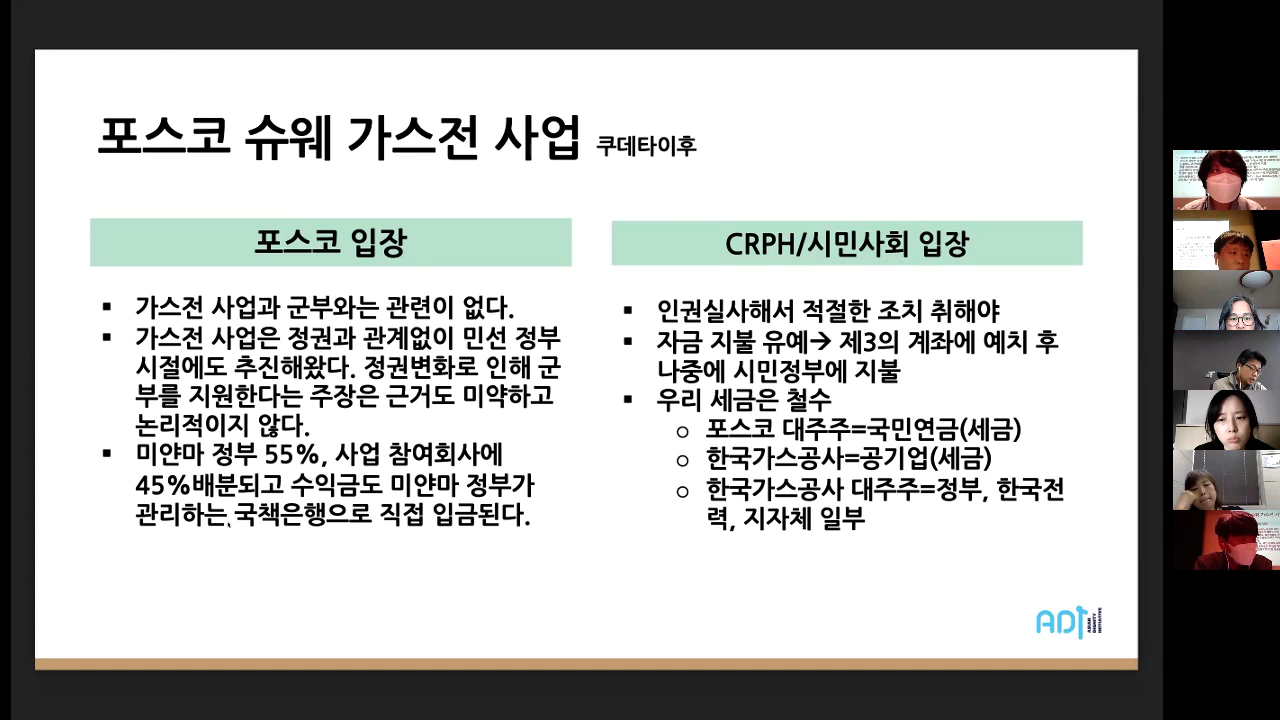 포스코 슈웨 가스전 사업 쿠데타이후
포스코 입장
▪ 가스전 사업과 군부와는 관련이 없다.
▪ 가스전 사업은 정권과 관계없이 민선 정부
시절에도 추진해왔다. 정권변화로 인해 군
부를 지원한다는 주장은 근거도 미약하고
논리적이지 않다.
▪ 미얀마 정부 55%, 사업 참여회사에
45%배분되고 수익금도 미얀마 정부가
관리하는 국책은행으로 직접 입금된다.
CRPH/시민사회 입장
▪ 인권실사해서 적절한 조치 취해야
▪ 자금 지불 유예→ 제3의 계좌에 예치 후
나중에 시민정부에 지불
▪ 우리 세금은 철수
○ 포스코 대주주=국민연금(세금)
○ 한국가스공사=공기업(세금)
○ 한국가스공사 대주주=정부, 한국전
력, 지자체 일부
ADI
ASIAN
DIGNITY
INITIATIVE